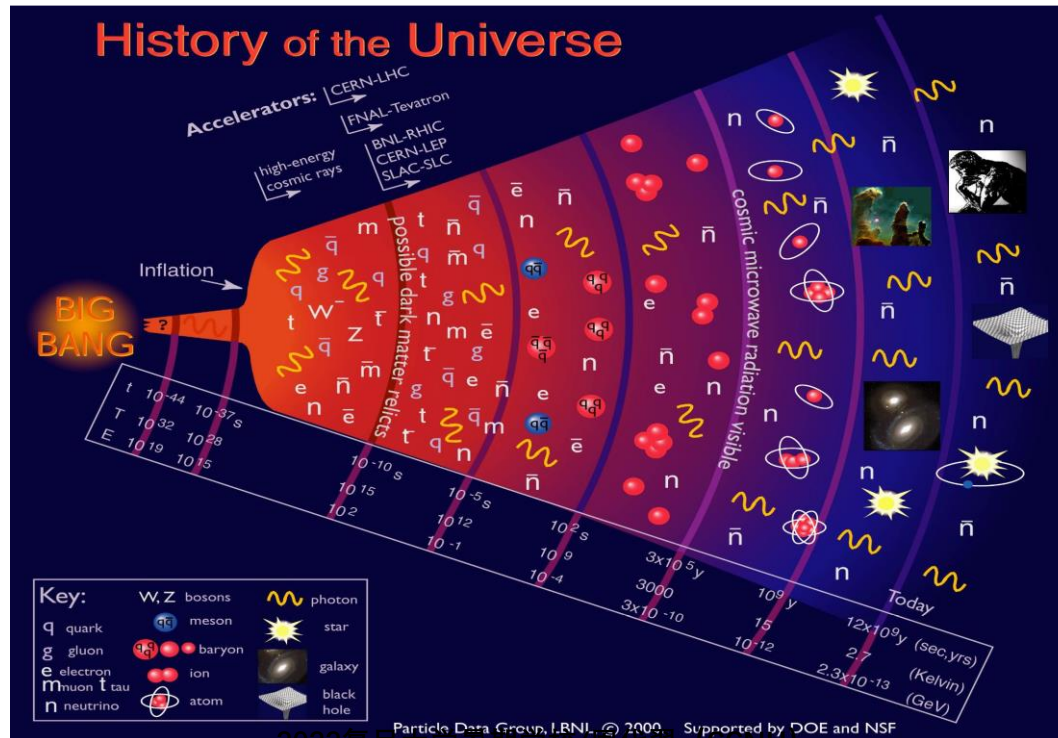 History of the Universe
Accelerators:
CERN-LHC
FNAL-Tevatron
BNL-RHIC
CERN-LEP
SLAC-SLC
high-energy
cosmic rays
Inflation
BIG
BANG
?
possible dark matter relicts
cosmic microwave radiation visible
t 10-44 10-37 s 10-10 s 10-5 s 102 s 3x105 y 109 y 12x109 y (sec,yrs)
T 1032 1028 1015 1012 109 3000 15 2.7 (Kelvin)
E 1019 1015 102 10-1 10-4 3x10-10 10-12 2.3x10-13 (GeV)
Today
Key:
q quark
g gluon
e electron
m muon t tau
n neutrino
W, Z bosons
qq̄ meson
qqq baryon
ion
atom
photon
star
galaxy
black
hole
Particle Data Group, LBNL, © 2000. Supported by DOE and NSF